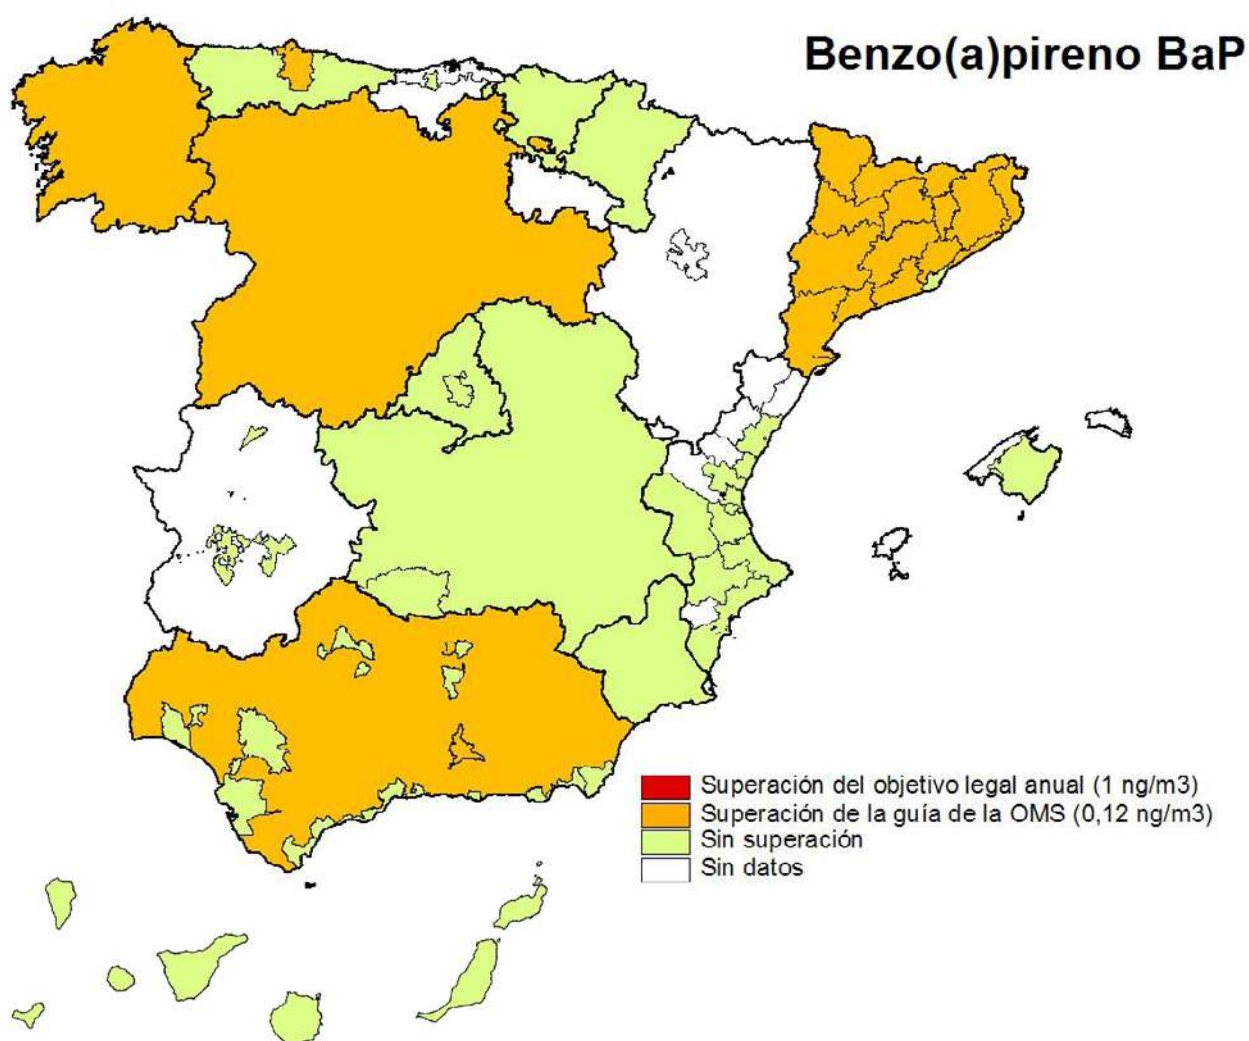 Benzo(a)pireno BaP
Superación del objetivo legal anual (1 ng/m3)
Superación de la guía de la OMS (0,12 ng/m3)
Sin superación
Sin datos